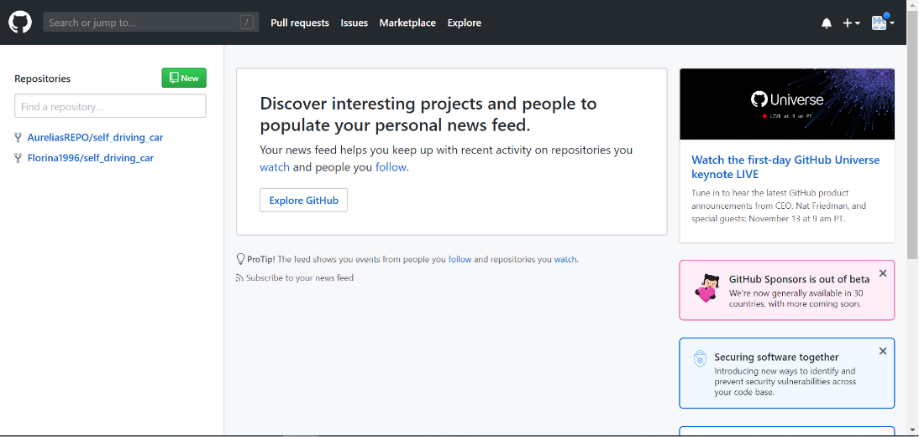 Search or jump to...
/
Pull requests
Issues
Marketplace
Explore
Repositories
New
Find a repository...
AureliasREPO/self_driving_car
Florina1996/self_driving_car
Discover interesting projects and people to
populate your personal news feed.
Your news feed helps you keep up with recent activity on repositories you
watch and people you follow.
Explore GitHub
ProTip! The feed shows you events from people you follow and repositories you watch.
Subscribe to your news feed
Universe
LIVE at 9 am PT
Watch the first-day GitHub Universe
keynote LIVE
Tune in to hear the latest GitHub product
announcements from CEO, Nat Friedman, and
special guests: November 13 at 9 am PT.
GitHub Sponsors is out of beta
We're now generally available in 30
countries, with more coming soon.
Securing software together
Introducing new ways to identify and
prevent security vulnerabilities across
your code base.